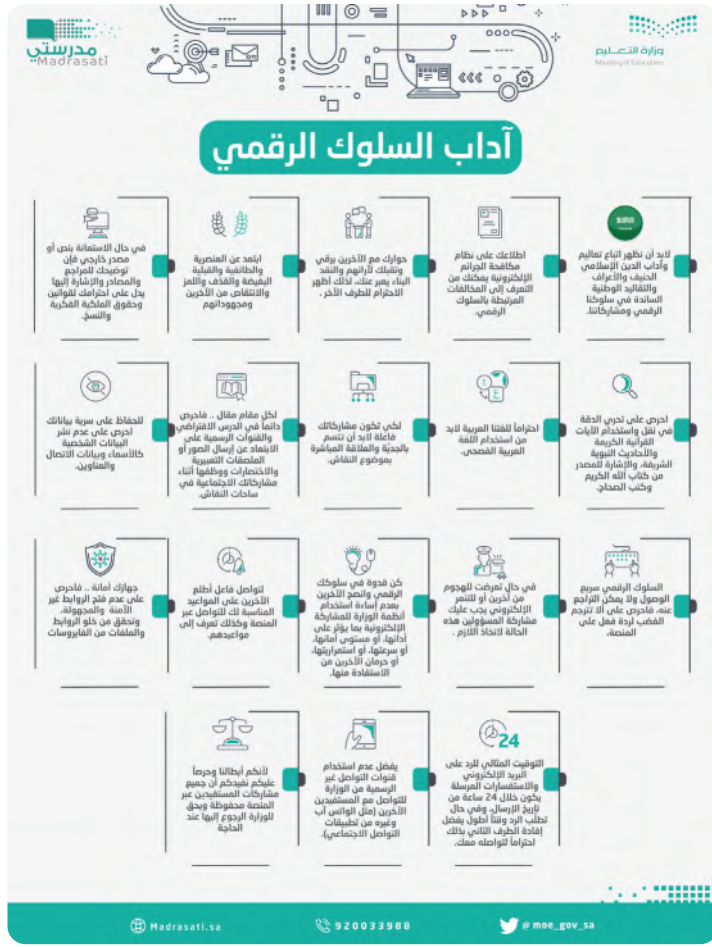 مدرستي
Madrasati
وزارة التعليم
Ministry of Education
آداب السلوك الرقمي
لابد أن نظهر اتباع تعاليم
وآداب الدين الإسلامي
الحنيف والأعراف
والتقاليد الوطنية
السائدة في سلوكنا
الرقمي ومشاركاتنا.
اطلاعك على نظام
مكافحة الجرائم
الإلكترونية يمكنك من
التعرف إلى المخالفات
المرتبطة بالسلوك
الرقمي.
حوارك مع الآخرين برقي
وتقبلك لآرائهم والنقد
البناء يعبر عنك، لذلك أظهر
الاحترام للطرف الآخر .
ابتعد عن العنصرية
والطائفية والقبلية
البغيضة والقذف واللمز
والانتقاص من الآخرين
ومجهوداتهم
في حال الاستعانة بنص أو
مصدر خارجي فإن
توضيحك للمراجع
والمصادر والإشارة إليها
يدل على احترامك لقوانين
وحقوق الملكية الفكرية
والنسخ.
احرص على تحري الدقة
في نقل واستخدام الآيات
القرآنية الكريمة
والأحاديث النبوية
الشريفة، والإشارة للمصدر
من كتاب الله الكريم
وكتب الصحاح.
احتراماً للغتنا العربية لابد
من استخدام اللغة
العربية الفصحى.
لكي تكون مشاركاتك
فاعلة لابد أن تتسم
بالجدية والعلاقة المباشرة
بموضوع النقاش.
لكل مقام مقال .. فاحرص
دائماً في الدرس الافتراضي
والقنوات الرسمية على
الابتعاد عن إرسال الصور أو
الملصقات التعبيرية
والاختصارات ووظفها أثناء
مشاركاتك الاجتماعية في
ساحات النقاش.
للحفاظ على سرية بياناتك
احرص على عدم نشر
البيانات الشخصية
كالأسماء وبيانات الاتصال
والعناوين.
السلوك الرقمي سريع
الوصول ولا يمكن التراجع
عنه، فاحرص على ألا تترجم
الغضب لردة فعل على
المنصة.
في حال تعرضت للهجوم
من آخرين أو للتنمر
الإلكتروني يجب عليك
مشاركة المسؤولين هذه
الحالة لاتخاذ اللازم .
كن قدوة في سلوكك
الرقمي وانصح الآخرين
بعدم إساءة استخدام
أنظمة الوزارة للمشاركة
الإلكترونية بما يؤثر على
أدائها، أو مستوى أمانها،
أو سرعتها، أو استمراريتها،
أو حرمان الآخرين من
الاستفادة منها.
لتواصل فاعل أطلع
الآخرين على المواعيد
المناسبة لك للتواصل عبر
المنصة وكذلك تعرف إلى
مواعيدهم.
جهازك أمانة .. فاحرص
على عدم فتح الروابط غير
الآمنة والمجهولة،
وتحقق من خلو الروابط
والملفات من الفايروسات
24
التوقيت المثالي للرد على
البريد الإلكتروني
والاستفسارات المرسلة
يكون خلال 24 ساعة من
تاريخ الإرسال، وفي حال
تطلب الرد وقتاً أطول يفضل
إفادة الطرف الثاني بذلك
احتراماً لتواصله معك.
يفضل عدم استخدام
قنوات التواصل غير
الرسمية من الوزارة
للتواصل مع المستفيدين
الآخرين (مثل الواتس آب
وغيره من تطبيقات
التواصل الاجتماعي).
لأنكم أبطالنا وحرصاً
عليكم نفيدكم أن جميع
مشاركات المستفيدين عبر
المنصة محفوظة ويحق
للوزارة الرجوع إليها عند
الحاجة
Madrasati.sa
920033988
@moe_gov_sa